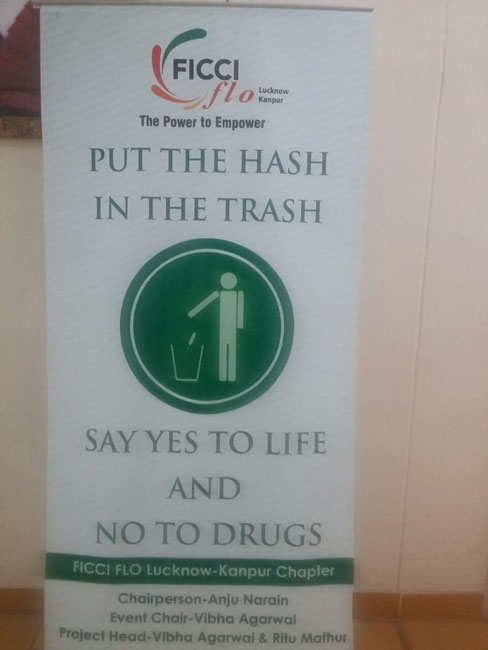 FICCI
flo
Lucknow
Kanpur
The Power to Empower
PUT THE HASH
IN THE TRASH
SAY YES TO LIFE
AND
NO TO DRUGS
FICCI FLO Lucknow-Kanpur Chapter
Chairperson-Anju Narain
Event Chair-Vibha Agarwal
Project Head-Vibha Agarwal & Ritu Mathur